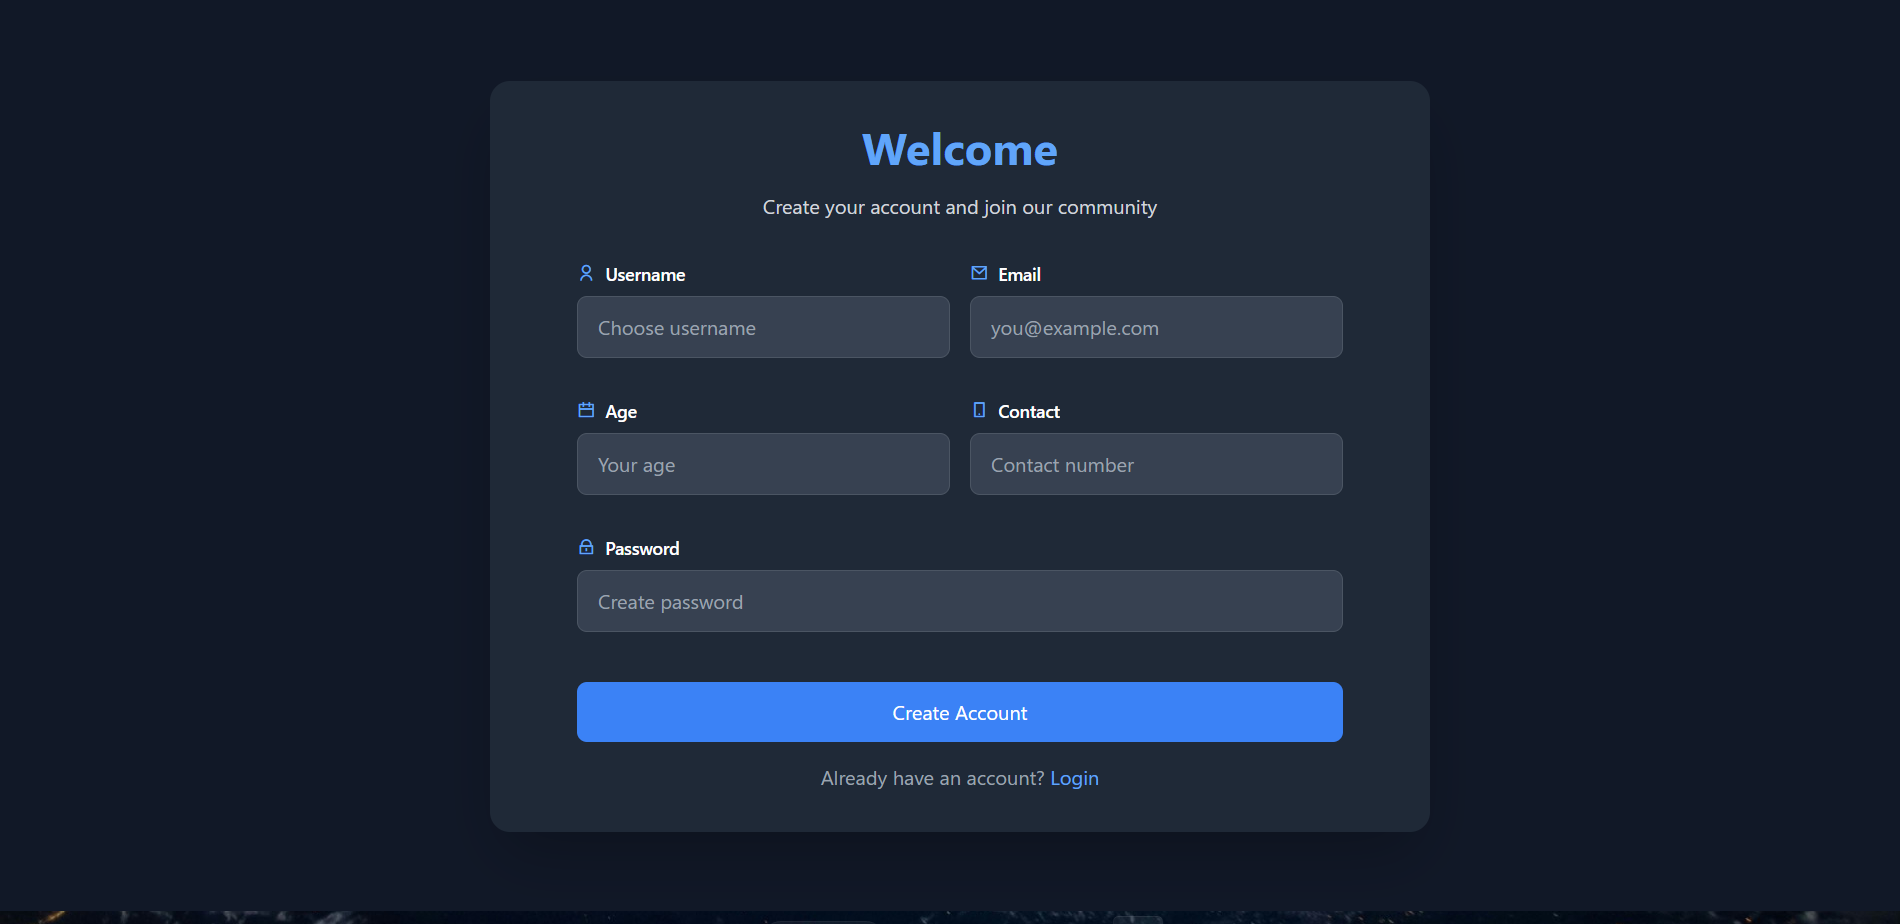 Welcome
Create your account and join our community
Username
Email
Choose username
you@example.com
Age
Contact
Your age
Contact number
Password
Create password
Create Account
Already have an account? Login